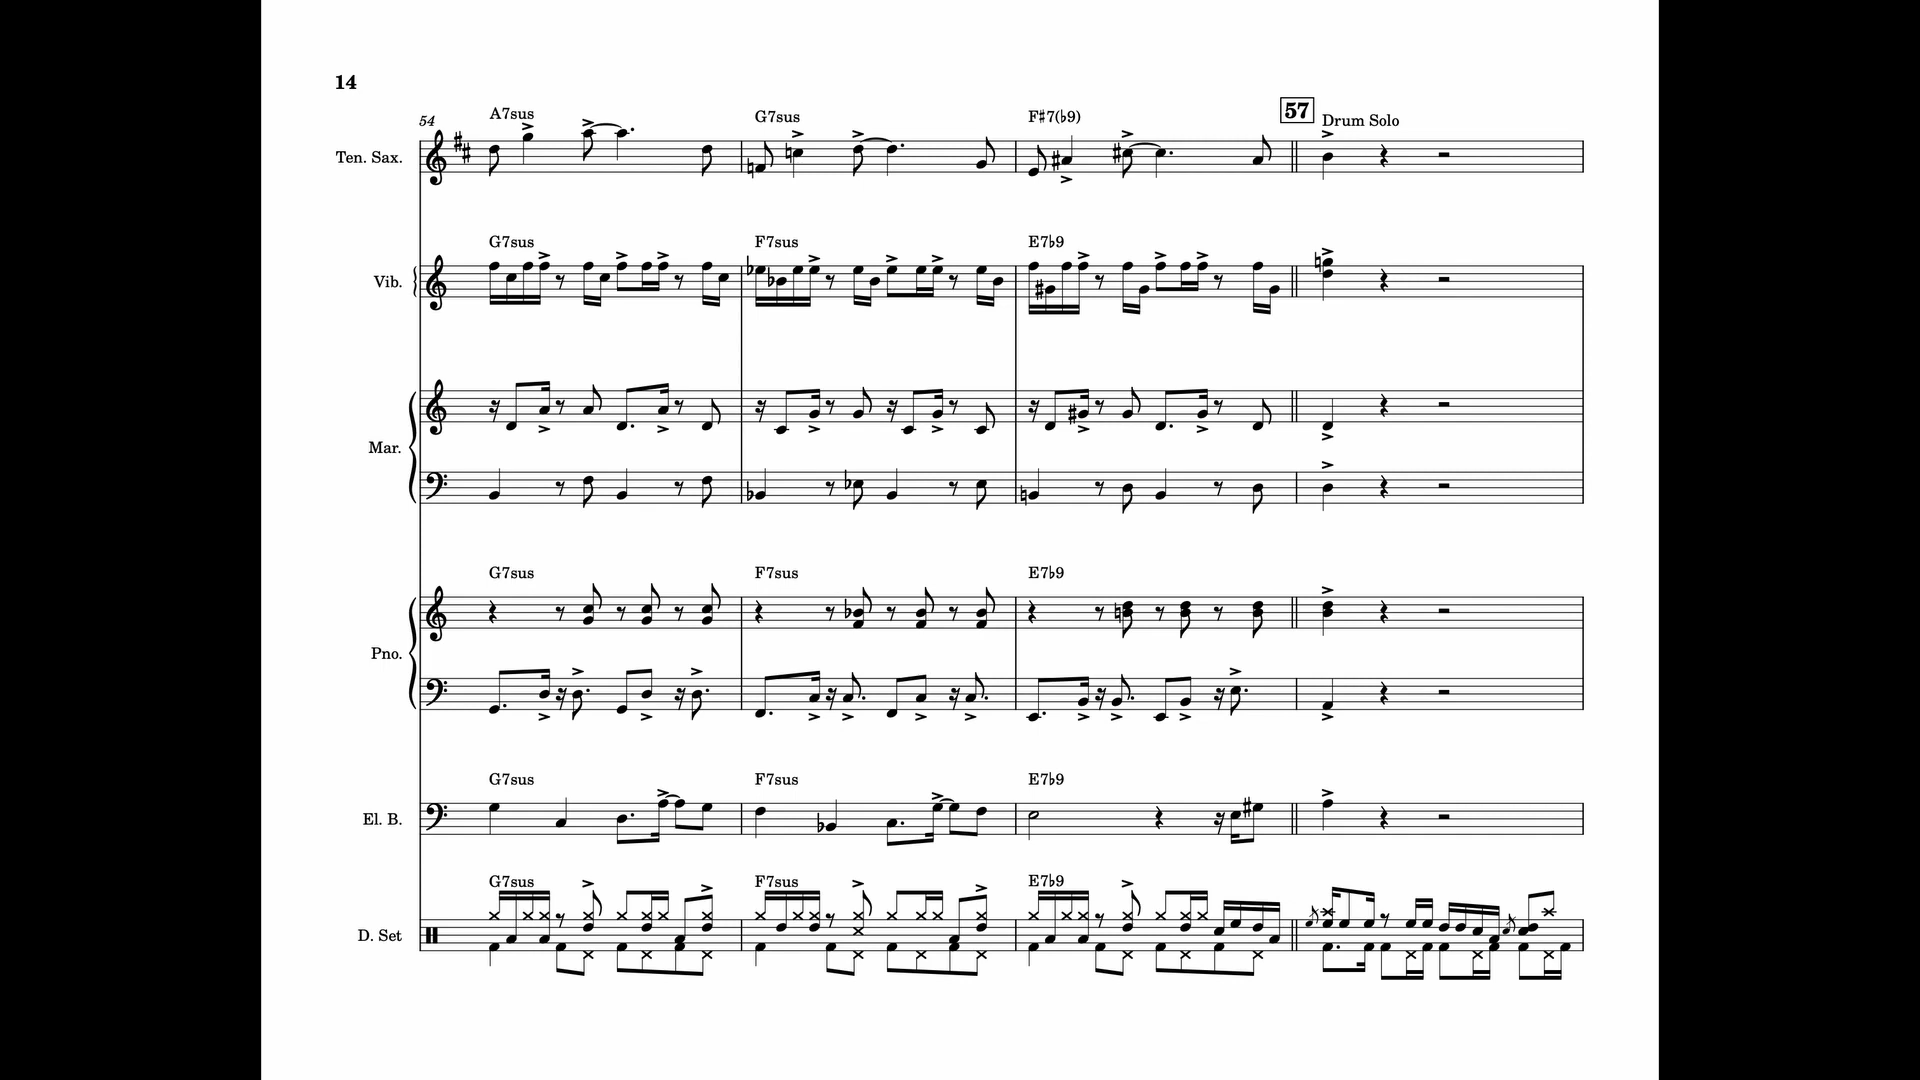 14
54
A7sus G7sus F♯7(♭9) 57 Drum Solo
Ten. Sax.
G7sus F7sus E7♭9
Vib.
Mar.
G7sus F7sus E7♭9
Pno.
G7sus F7sus E7♭9
El. B.
G7sus F7sus E7♭9
D. Set